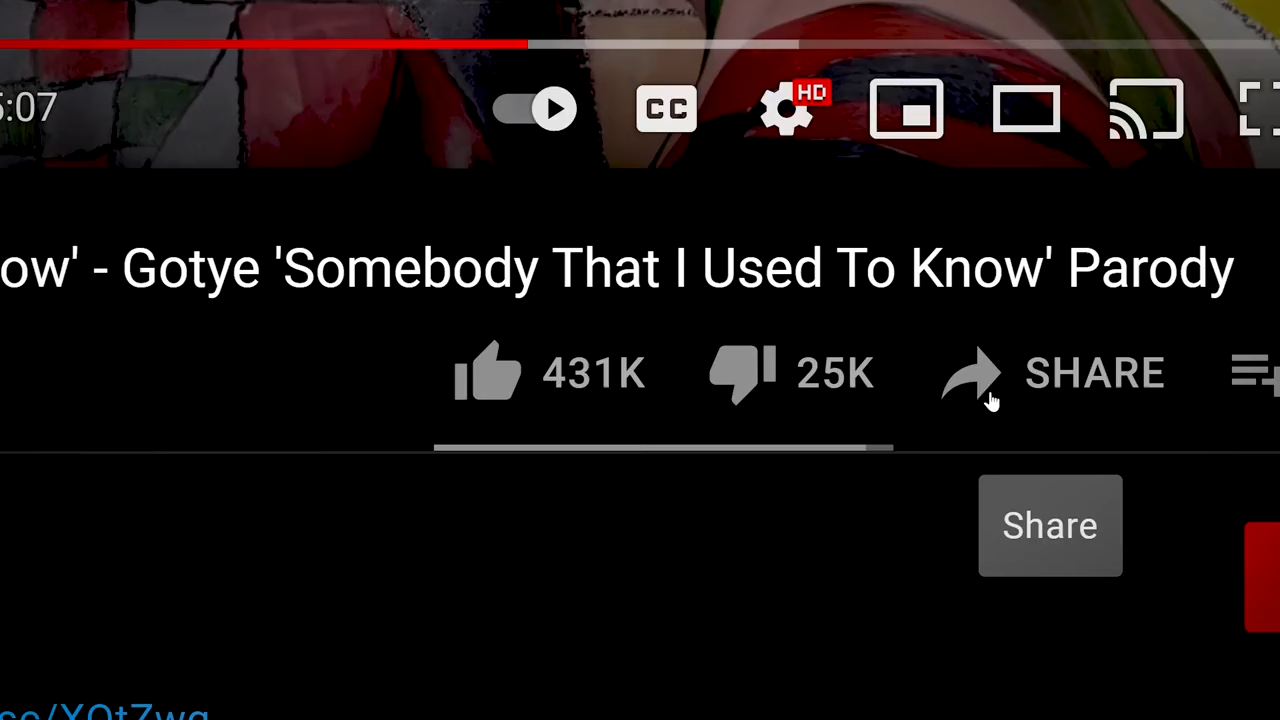 5:07
CC
HD
ow' - Gotye 'Somebody That I Used To Know' Parody
431K 25K SHARE
Share